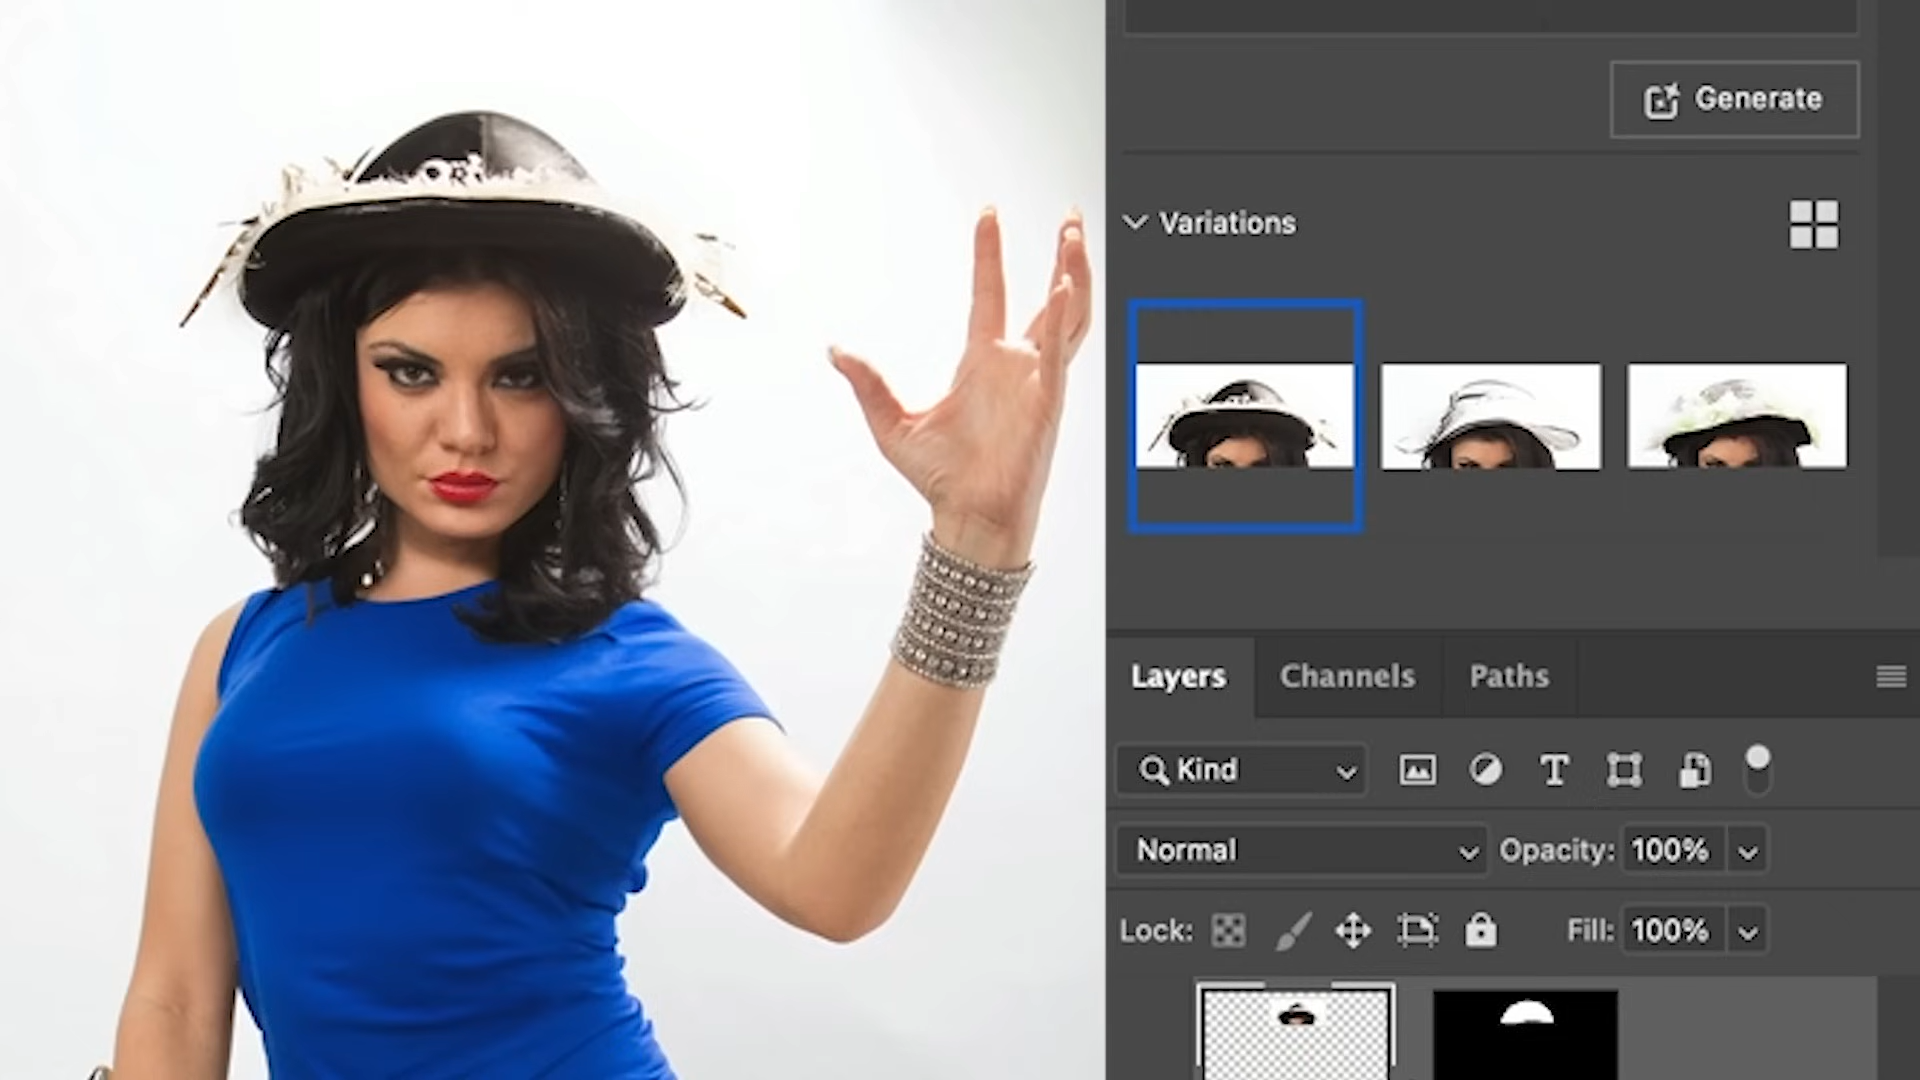 Generate
Variations
Layers Channels Paths
Kind
Normal Opacity: 100%
Lock: Fill: 100%